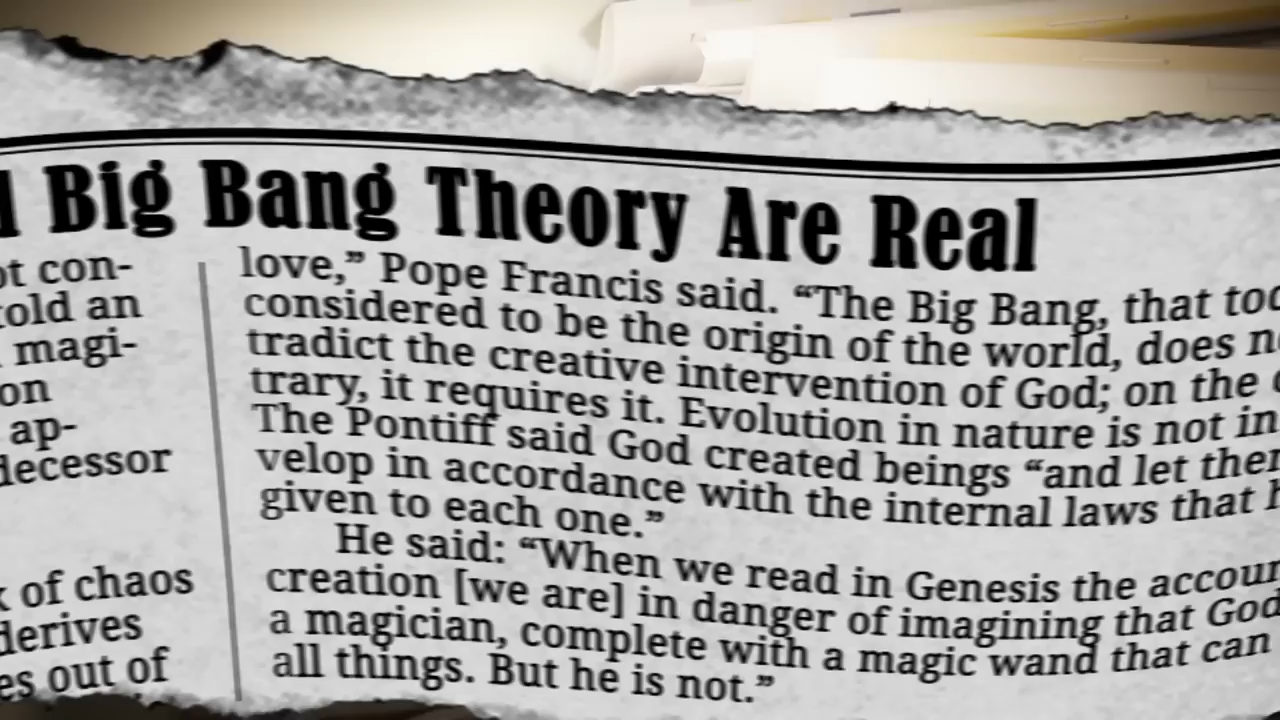 Big Bang Theory Are Real
ot con-
told an
magi-
on
ap-
decessor
of chaos
derives
es out of
love,” Pope Francis said. “The Big Bang, that
considered to be the origin of the world, does
tradict the creative intervention of God; on the
trary, it requires it. Evolution in nature is not in
The Pontiff said God created beings “and let
velop in accordance with the internal laws that
given to each one.”
He said: “When we read in Genesis the
creation [we are] in danger of imagining that God
a magician, complete with a magic wand that can
all things. But he is not.”